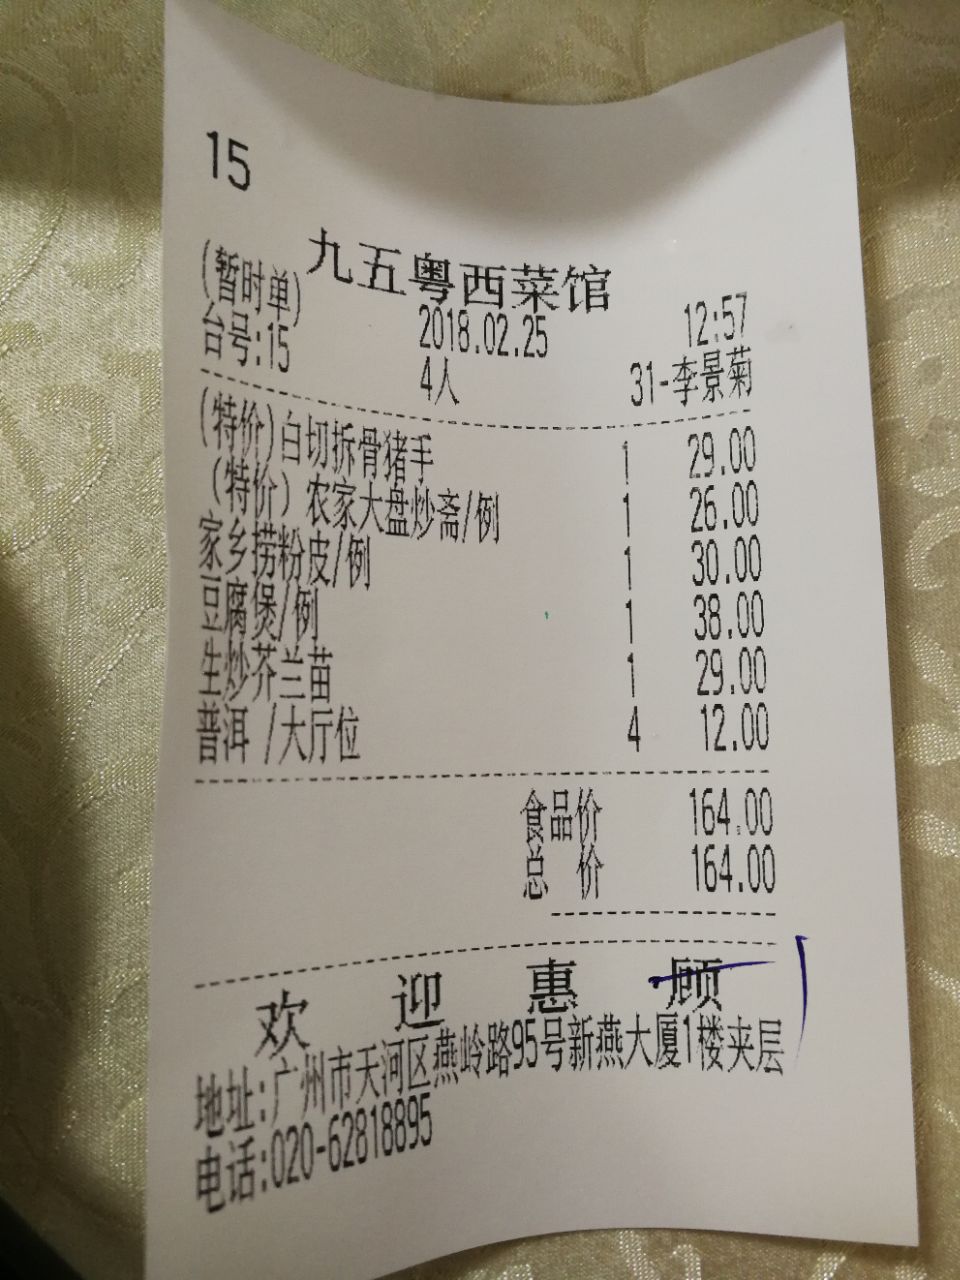 15
九五粤西菜馆
(暂时单) 2018.02.25 12:57
台号:15 4人 31-李景菊
(特价)白切拆骨猪手 1 29.00
(特价) 农家大盘炒斋/例 1 26.00
家乡捞粉皮/例 1 30.00
豆腐煲/例 1 38.00
生炒芥兰苗 1 29.00
普洱 /大厅位 4 12.00
食品价 164.00
总 价 164.00
欢 迎 惠 顾
地址:广州市天河区燕岭路95号新燕大厦1楼夹层
电话:020-62818895